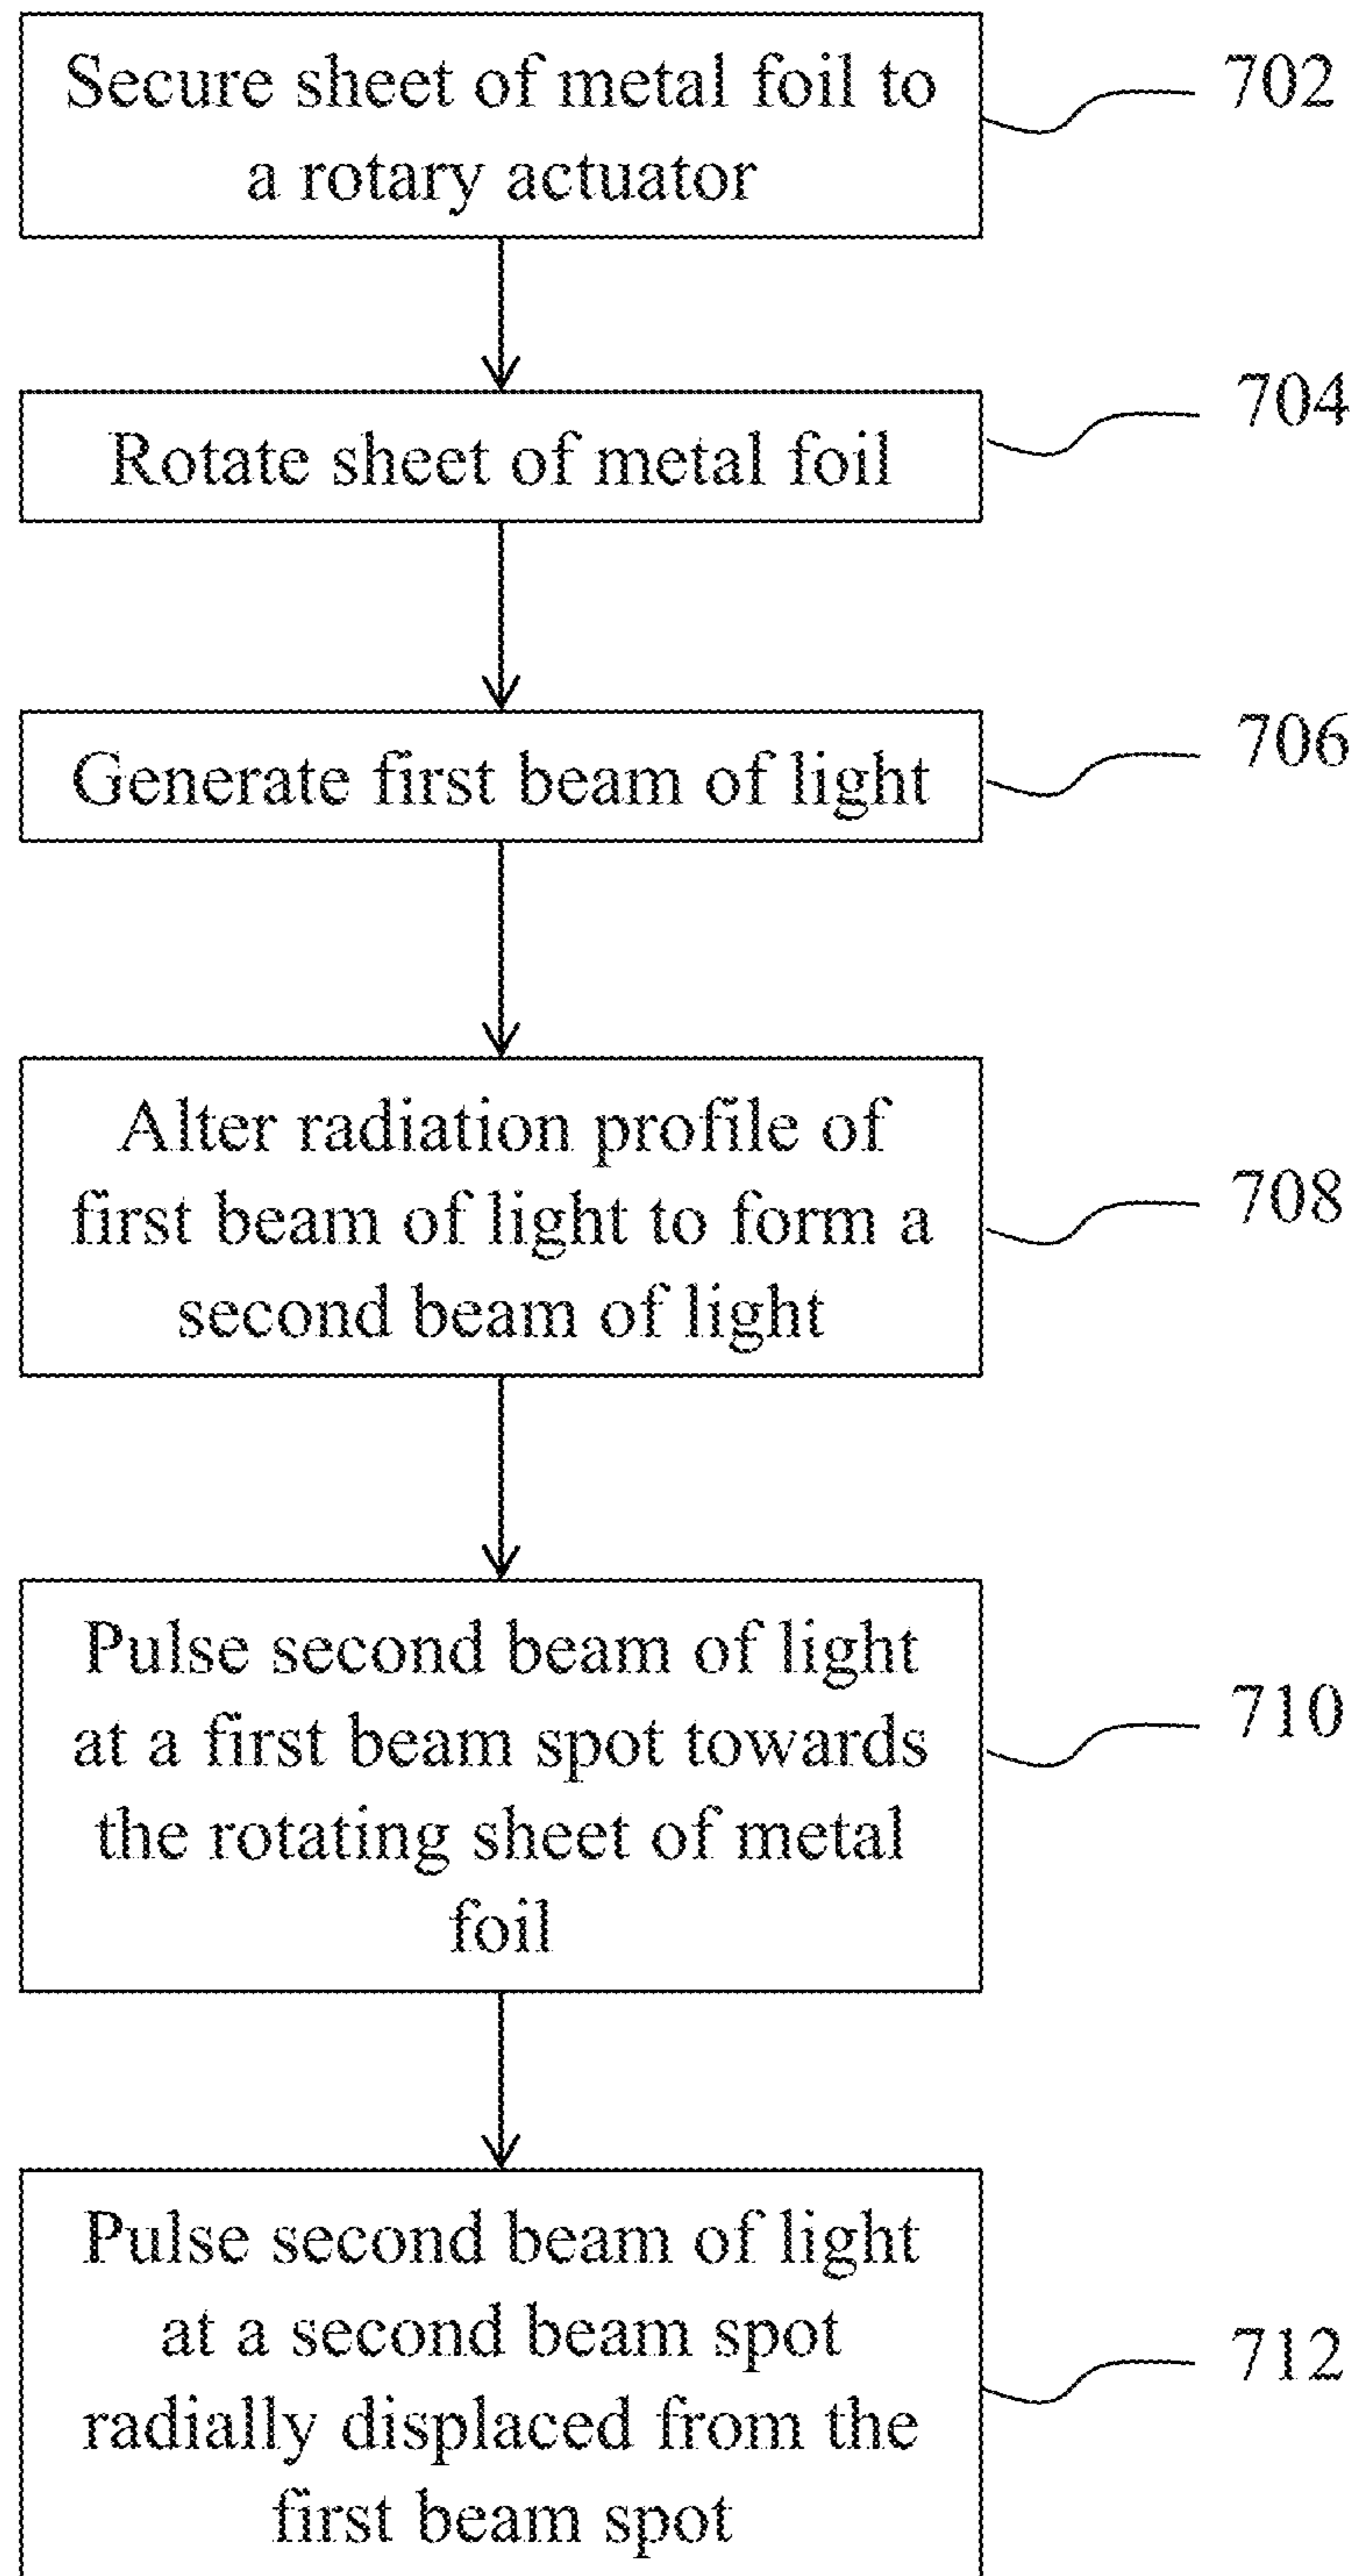 Secure sheet of metal foil to
a rotary actuator
702
Rotate sheet of metal foil
704
Generate first beam of light
706
Alter radiation profile of
first beam of light to form a
second beam of light
708
Pulse second beam of light
at a first beam spot towards
the rotating sheet of metal
foil
710
Pulse second beam of light
at a second beam spot
radially displaced from the
first beam spot
712